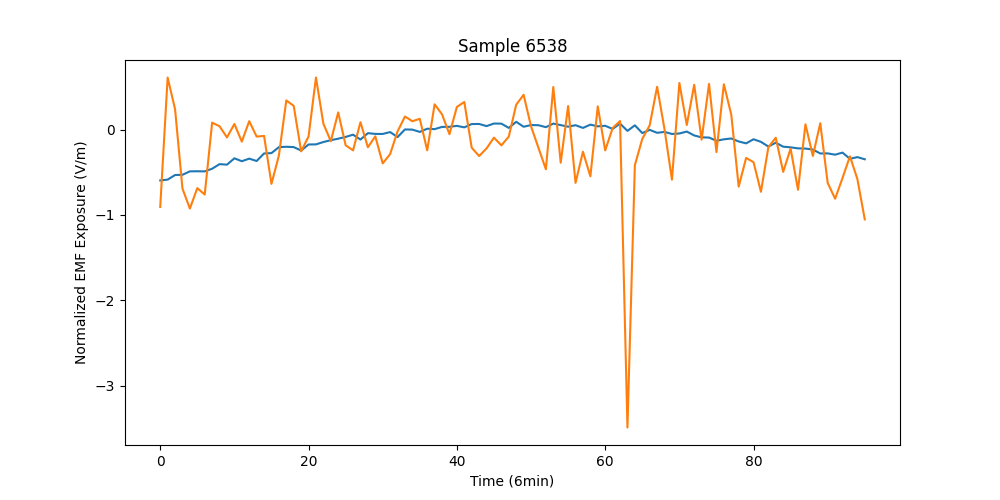 Sample 6538
Normalized EMF Exposure (V/m)
0
−1
−2
−3
0 20 40 60 80
Time (6min)